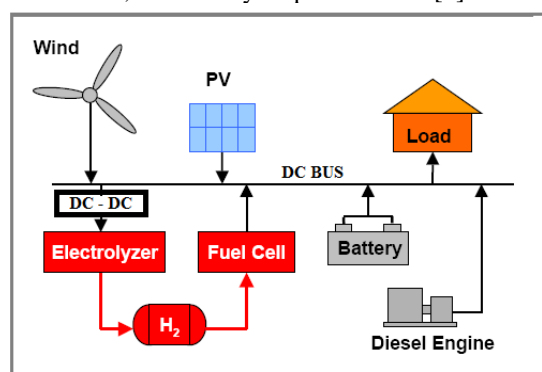 Wind
PV
Load
DC BUS
DC - DC
Electrolyzer
Fuel Cell
Battery
H2
Diesel Engine